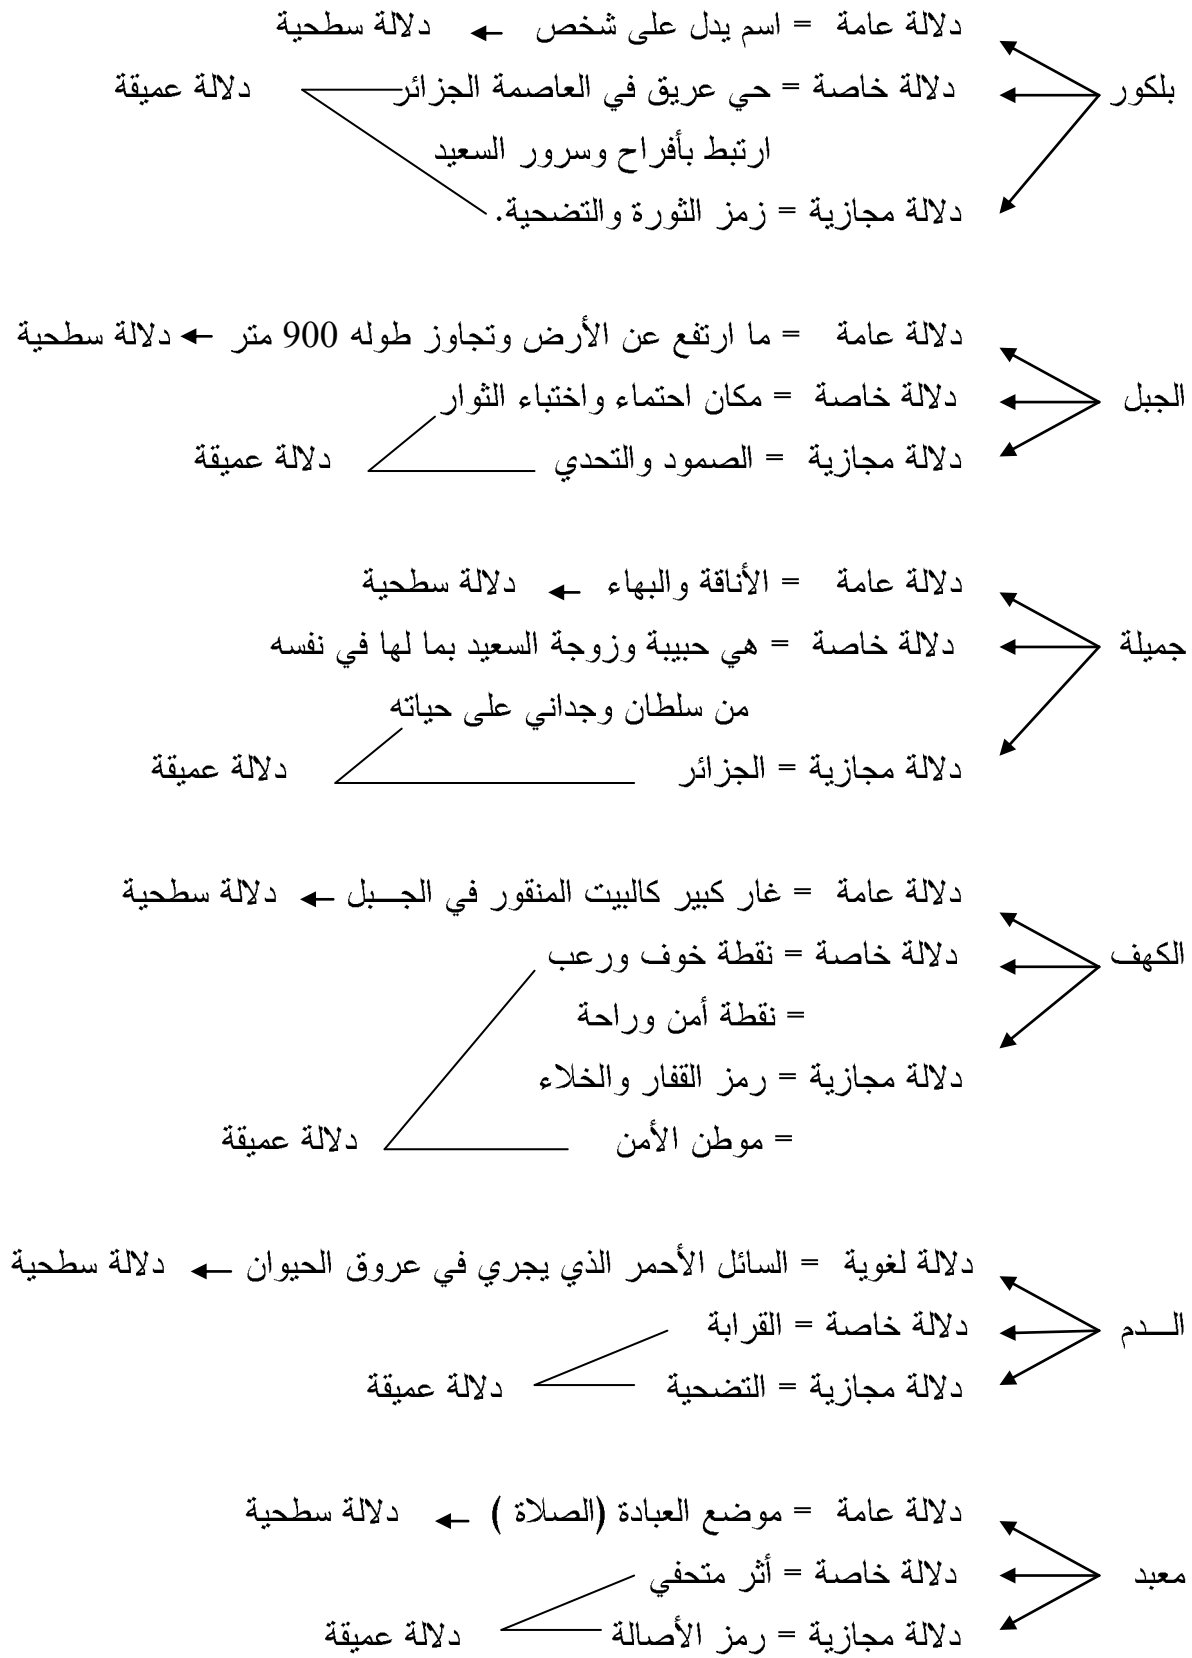 دلالة عامة = اسم يدل على شخص ← دلالة سطحية
بلكور دلالة خاصة = حي عريق في العاصمة الجزائر دلالة عميقة
ارتبط بأفراح وسرور السعيد
دلالة مجازية = زمز الثورة والتضحية.
دلالة عامة = ما ارتفع عن الأرض وتجاوز طوله 900 متر ← دلالة سطحية
الجبل دلالة خاصة = مكان احتماء واختباء الثوار
دلالة مجازية = الصمود والتحدي دلالة عميقة
دلالة عامة = الأناقة والبهاء ← دلالة سطحية
جميلة دلالة خاصة = هي حبيبة وزوجة السعيد بما لها في نفسه
من سلطان وجداني على حياته
دلالة مجازية = الجزائر دلالة عميقة
دلالة عامة = غار كبير كالبيت المنقور في الجـــبل ← دلالة سطحية
الكهف دلالة خاصة = نقطة خوف ورعب
= نقطة أمن وراحة
دلالة مجازية = رمز القفار والخلاء
= موطن الأمن دلالة عميقة
دلالة لغوية = السائل الأحمر الذي يجري في عروق الحيوان ← دلالة سطحية
الـــدم دلالة خاصة = القرابة
دلالة مجازية = التضحية دلالة عميقة
دلالة عامة = موضع العبادة (الصلاة ) ← دلالة سطحية
معبد دلالة خاصة = أثر متحفي
دلالة مجازية = رمز الأصالة دلالة عميقة